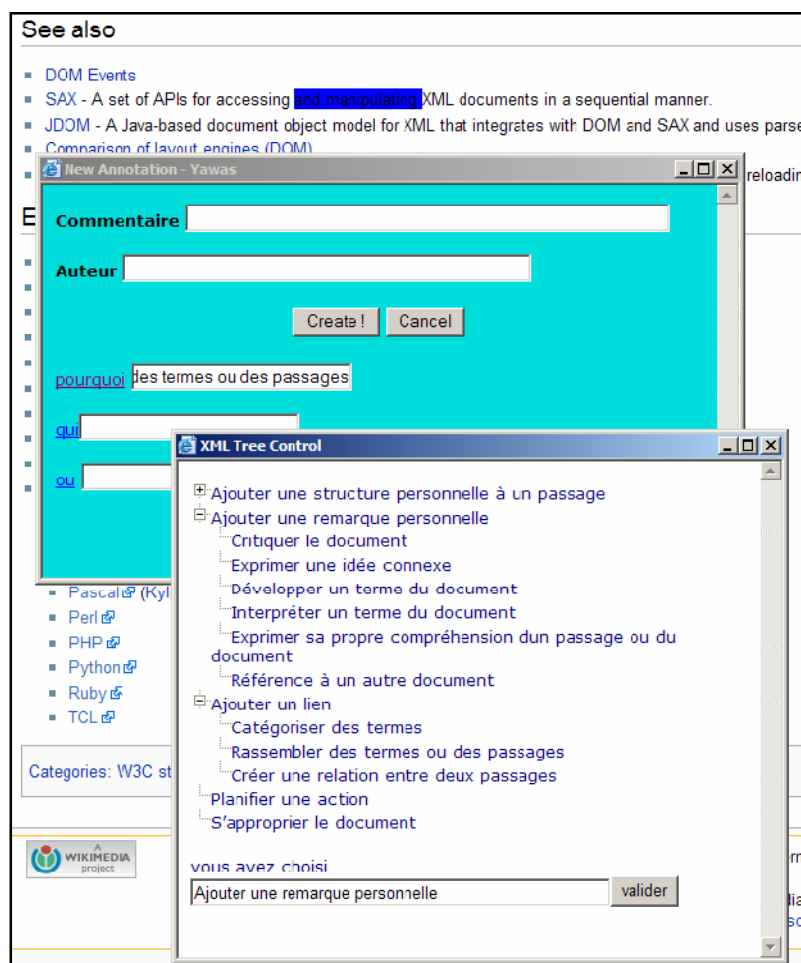 See also
DOM Events
SAX - A set of APIs for accessing and manipulating XML documents in a sequential manner.
JDOM - A Java-based document object model for XML that integrates with DOM and SAX and uses parse
Comparison of layout engines (DOM)
reloadin
E
New Annotation - Yawas
Commentaire
Auteur
Create !
Cancel
pourquoi
des termes ou des passages
qui
ou
Pascal (Kyl
Perl
PHP
Python
Ruby
TCL
Categories: W3C st
A
WIKIMEDIA
project
XML Tree Control
Ajouter une structure personnelle à un passage
Ajouter une remarque personnelle
Critiquer le document
Exprimer une idée connexe
Développer un terme du document
Interpréter un terme du document
Exprimer sa propre compréhension dun passage ou du
document
Référence à un autre document
Ajouter un lien
Catégoriser des termes
Rassembler des termes ou des passages
Créer une relation entre deux passages
Planifier une action
S'approprier le document
vous avez choisi
Ajouter une remarque personnelle
valider